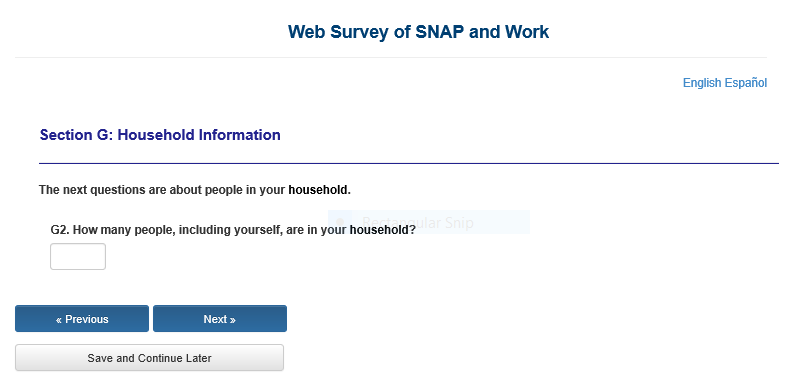 Web Survey of SNAP and Work
English Español
Section G: Household Information
The next questions are about people in your household.
Rectangular Snip
G2. How many people, including yourself, are in your household?
« Previous
Next »
Save and Continue Later